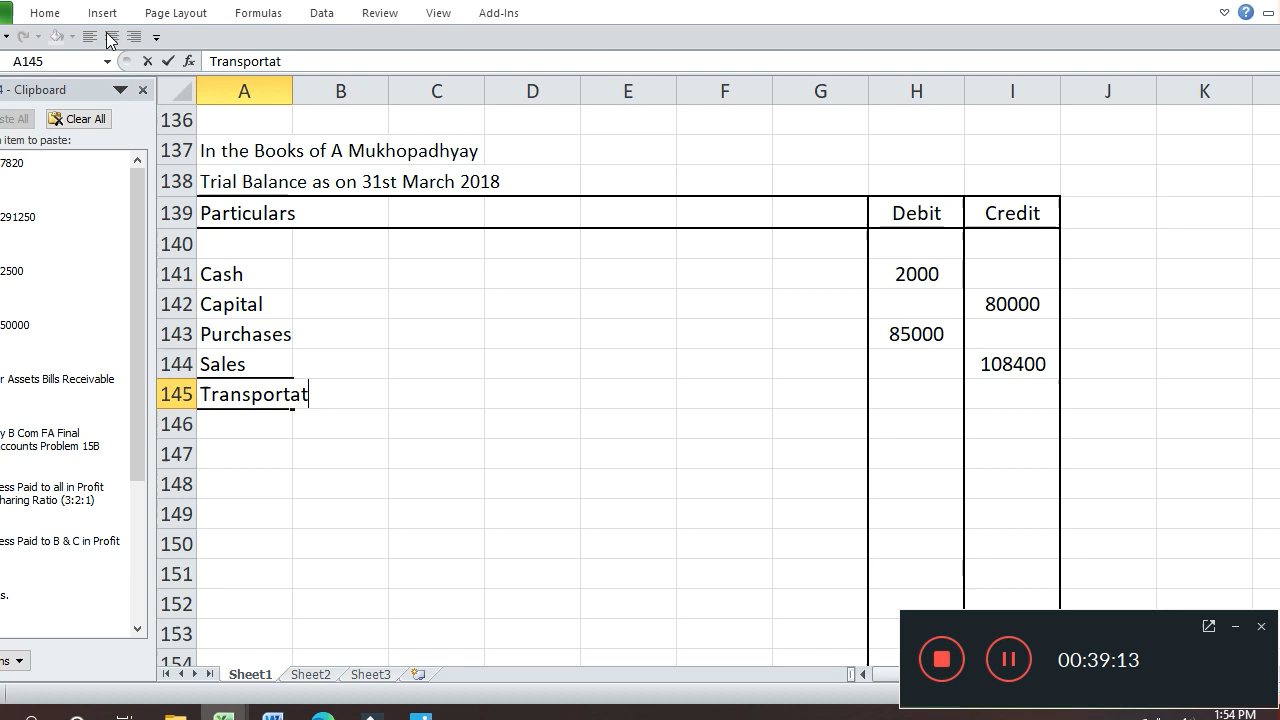 Home Insert Page Layout Formulas Data Review View Add-Ins
A145 fx Transportat
Clipboard
Clear All
item to paste:
7820
291250
2500
50000
Assets Bills Receivable
B Com FA Final
Problem 15B
Paid to all in Profit
Ratio (3:2:1)
Paid to B & C in Profit
A B C D E F G H I J K
136
137 In the Books of A Mukhopadhyay
138 Trial Balance as on 31st March 2018
139 Particulars Debit Credit
140
141 Cash 2000
142 Capital 80000
143 Purchases 85000
144 Sales 108400
145 Transportat
146
147
148
149
150
151
152
153
154
Sheet1 Sheet2 Sheet3
00:39:13
1:54 PM